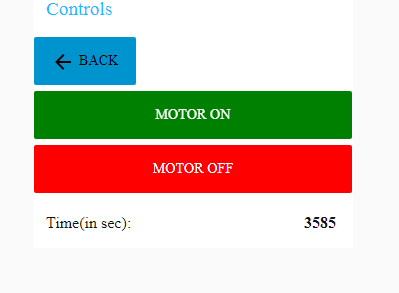 Controls
BACK
MOTOR ON
MOTOR OFF
Time(in sec): 3585